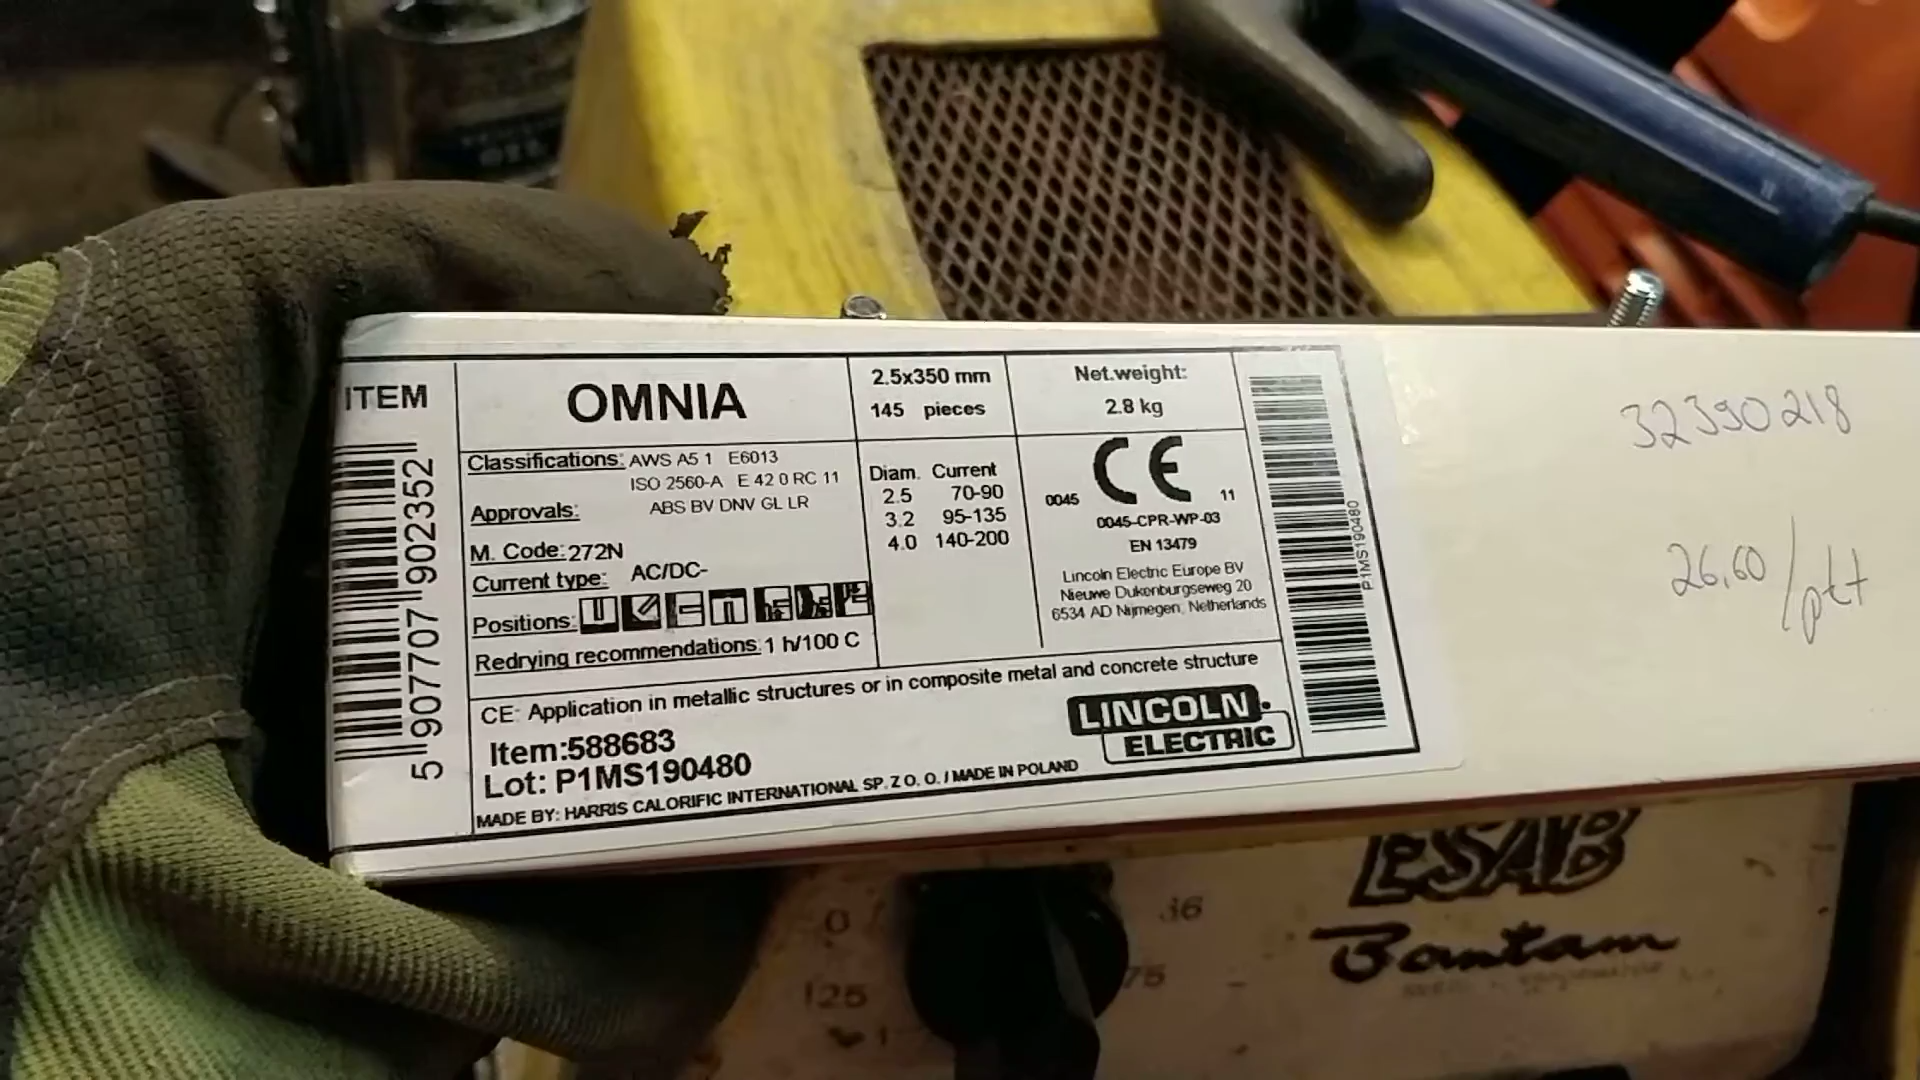 OIL
ITEM
5 907707 902352
OMNIA
2.5x350 mm
145 pieces
Net.weight:
2.8 kg
Classifications: AWS A5 1 E6013
ISO 2560-A E 42 0 RC 11
Approvals: ABS BV DNV GL LR
M. Code: 272N
Current type: AC/DC-
Positions:
Redrying recommendations: 1 h/100 C
Diam. Current
2.5 70-90
3.2 95-135
4.0 140-200
CE
0045 11
0045-CPR-WP-03
EN 13479
Lincoln Electric Europe BV
Nieuwe Dukenburgseweg 20
6534 AD Nijmegen, Netherlands
CE: Application in metallic structures or in composite metal and concrete structure
Item:588683
Lot: P1MS190480
LINCOLN
ELECTRIC
MADE BY: HARRIS CALORIFIC INTERNATIONAL SP. Z O. O. / MADE IN POLAND
P1MS190480
32390218
26,60/pkt
ESAB
Bantam
0
125
75